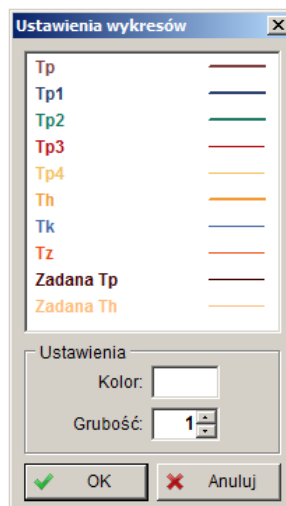 Ustawienia wykresów
Tp
Tp1
Tp2
Tp3
Tp4
Th
Tk
Tz
Zadana Tp
Zadana Th
Ustawienia
Kolor:
Grubość: 1
OK Anuluj